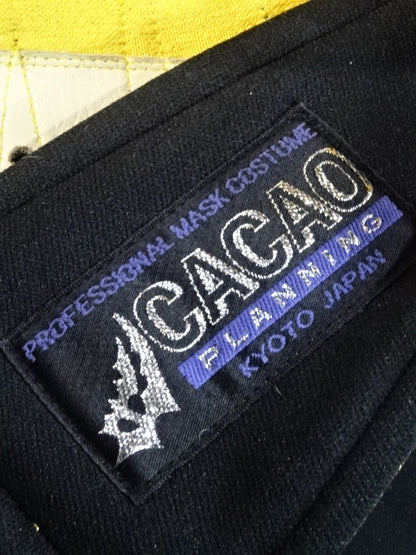 PROFESSIONAL MASK COSTUME
CACAO
PLANNING
KYOTO JAPAN